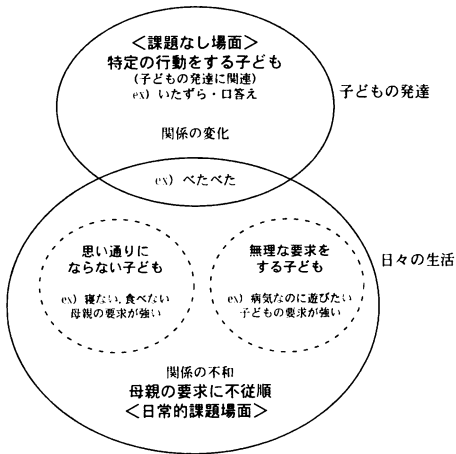 ＜課題なし場面＞
特定の行動をする子ども
(子どもの発達に関連)
ex) いたずら・口答え
子どもの発達
関係の変化
ex) べたべた
日々の生活
思い通りに
ならない子ども
ex) 寝ない,食べない
母親の要求が強い
無理な要求を
する子ども
ex) 病気なのに遊びたい
子どもの要求が強い
関係の不和
母親の要求に不従順
＜日常的課題場面＞